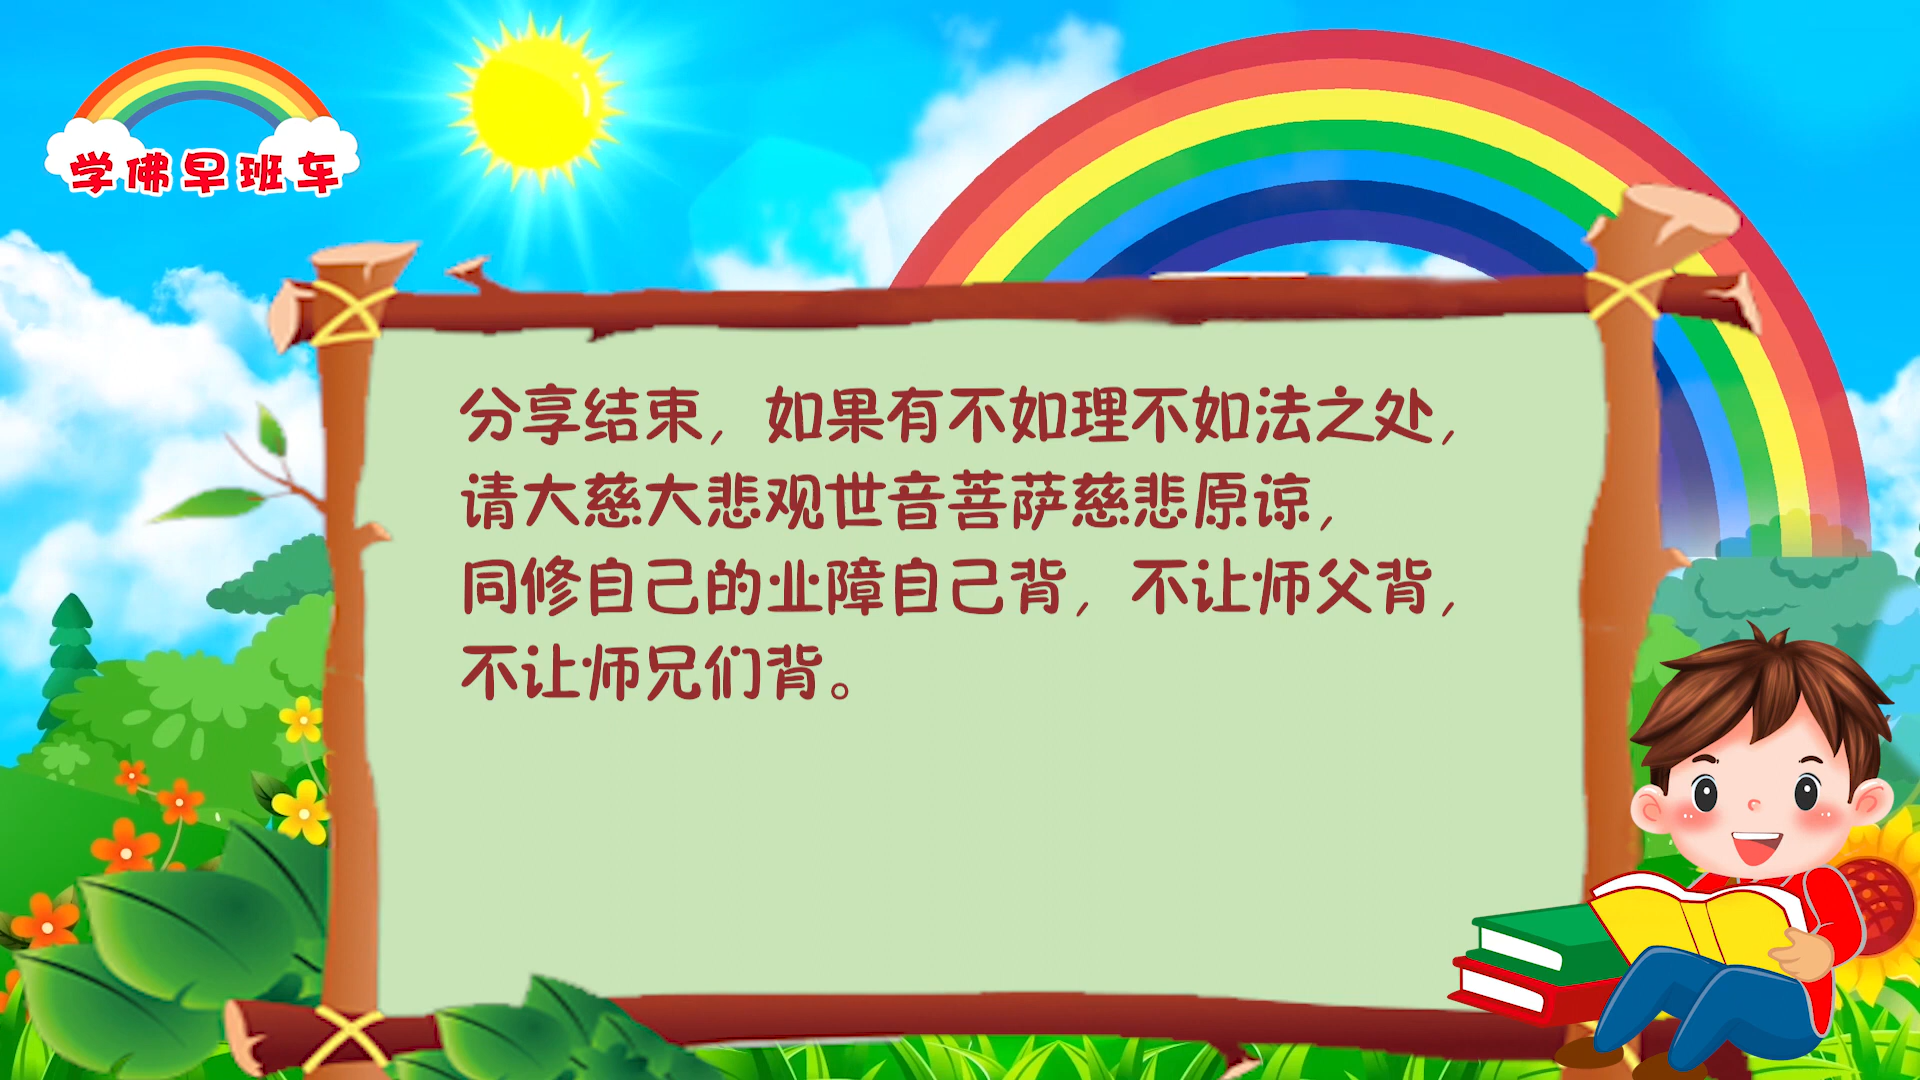 学佛早班车
分享结束，如果有不如理不如法之处，
请大慈大悲观世音菩萨慈悲原谅，
同修自己的业障自己背，不让师父背，
不让师兄们背。